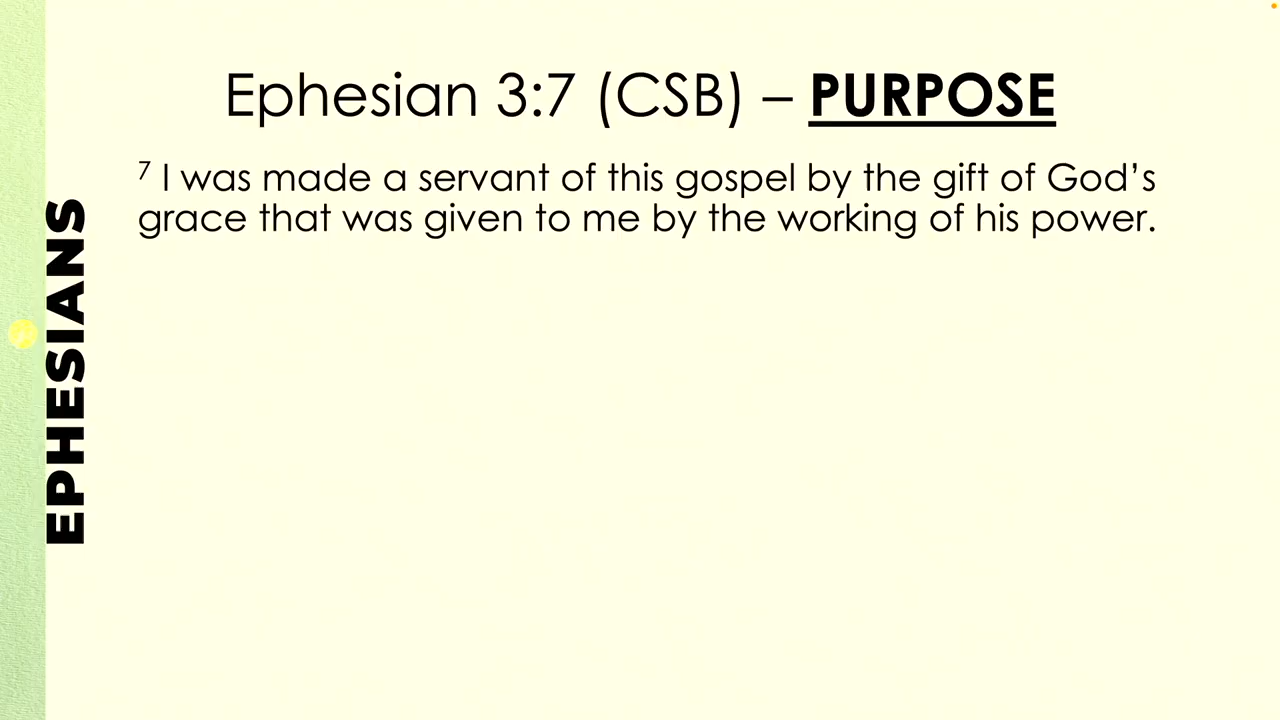 Ephesian 3:7 (CSB) – PURPOSE
7 I was made a servant of this gospel by the gift of God’s
grace that was given to me by the working of his power.
EPHESIANS